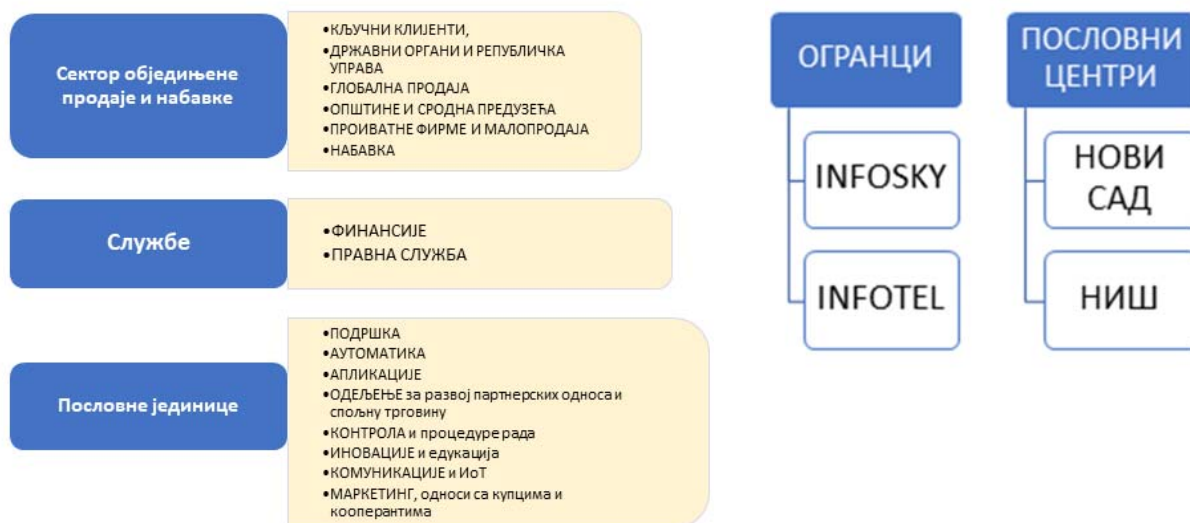 Сектор обједињене
продаје и набавке
•КЉУЧНИ КЛИЈЕНТИ,
•ДРЖАВНИ ОРГАНИ И РЕПУБЛИЧКА
УПРАВА
•ГЛОБАЛНА ПРОДАЈА
•ОПШТИНЕ И СРОДНА ПРЕДУЗЕЋА
•ПРОИВАТНЕ ФИРМЕ И МАЛОПРОДАЈА
•НАБАВКА
Службе
•ФИНАНСИЈЕ
•ПРАВНА СЛУЖБА
Пословне јединице
•ПОДРШКА
•АУТОМАТИКА
•АПЛИКАЦИЈЕ
•ОДЕЉЕЊЕ за развој партнерских односа и
спољну трговину
•КОНТРОЛА и процедуре рада
•ИНОВАЦИЈЕ и едукација
•КОМУНИКАЦИЈЕ и ИоТ
•МАРКЕТИНГ, односи са купцима и
кооперантима
ОГРАНЦИ
INFOSKY
INFOTEL
ПОСЛОВНИ
ЦЕНТРИ
НОВИ
САД
НИШ